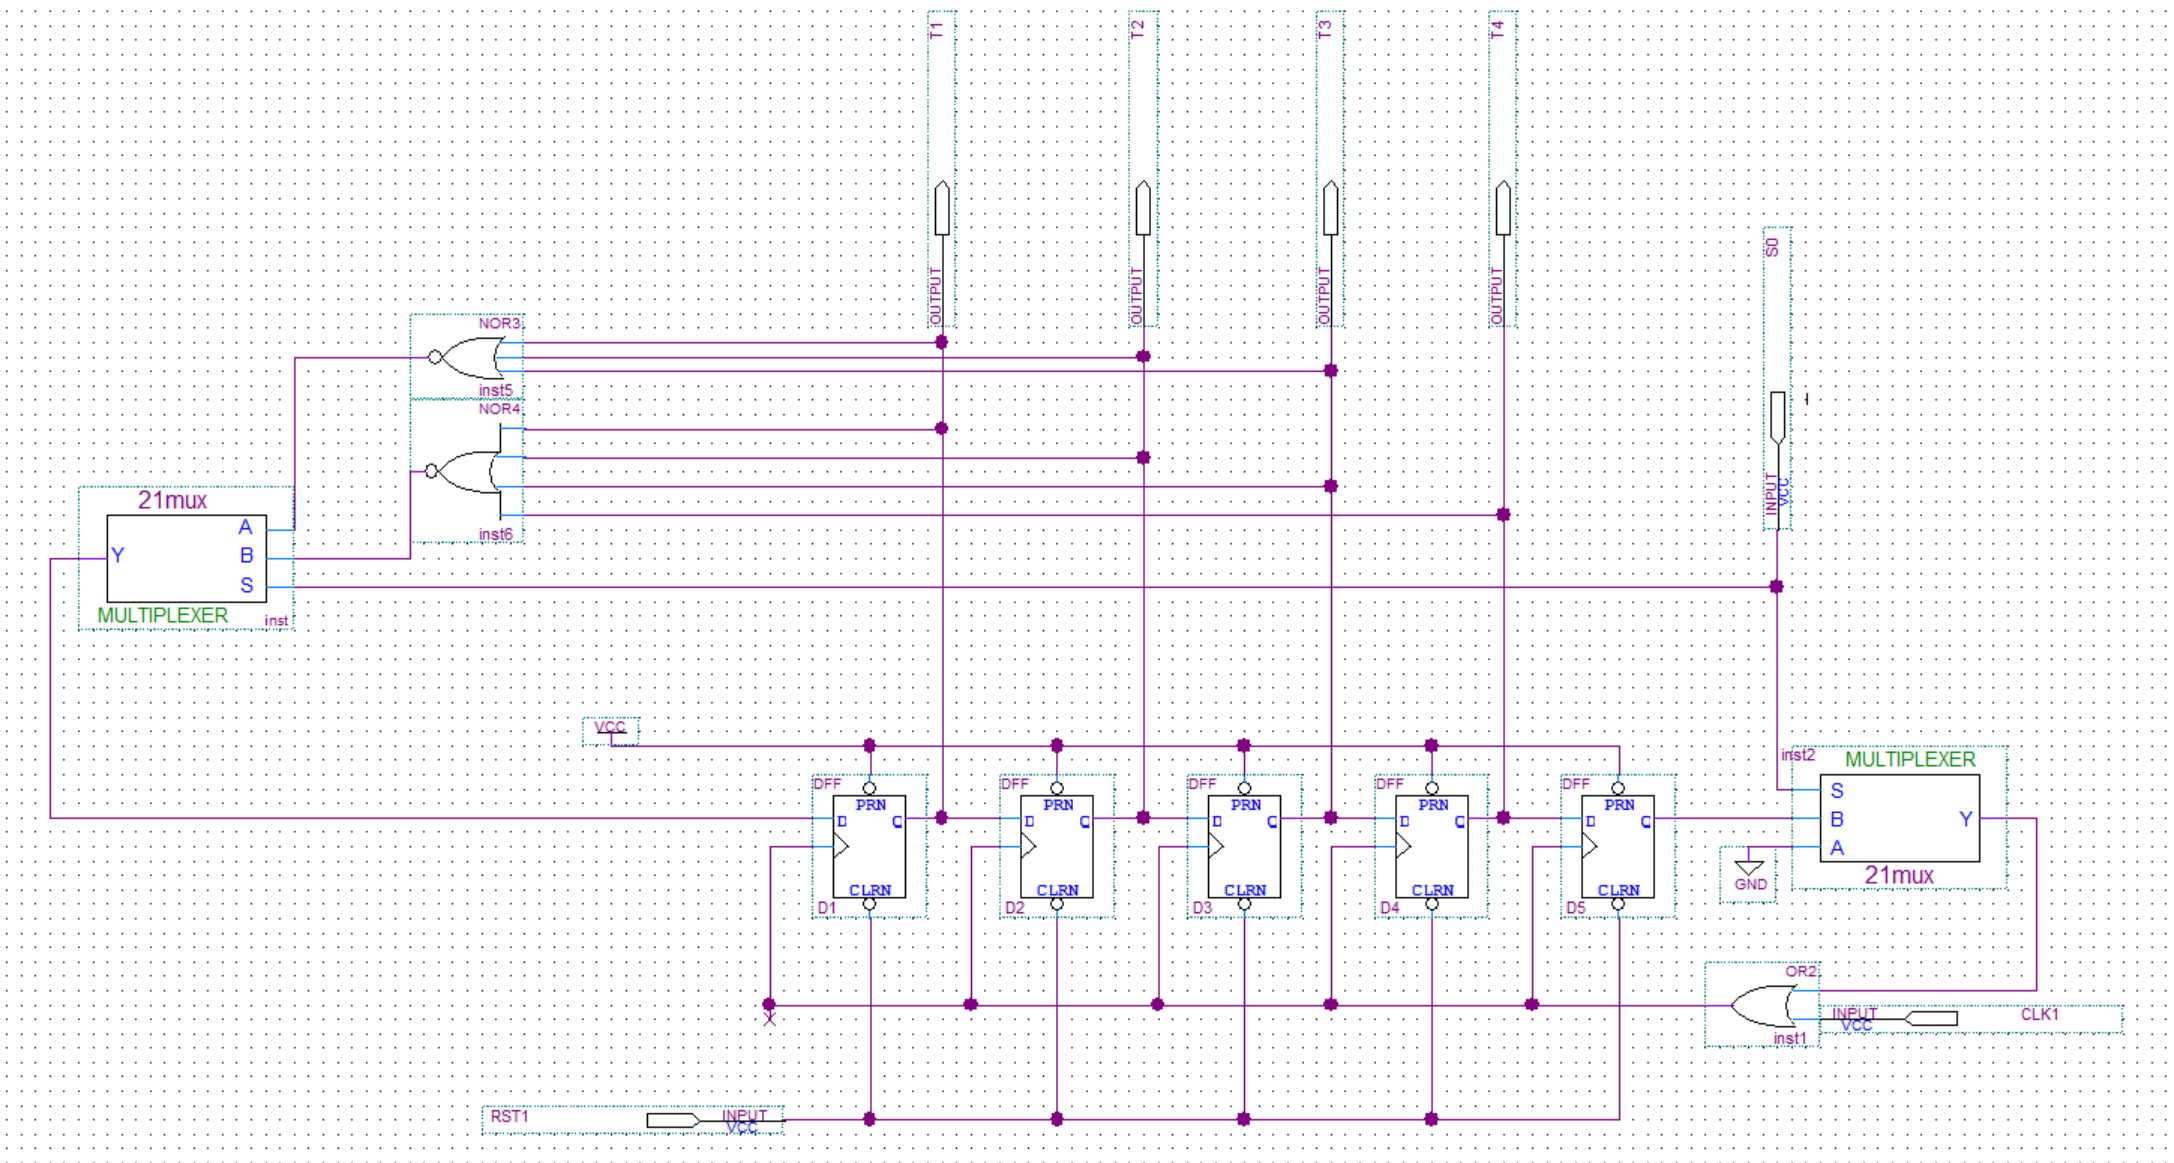 T1
T2
T3
T4
S0
OUTPUT
OUTPUT
OUTPUT
OUTPUT
NOR3
inst5
NOR4
inst6
INPUT
VCC
21mux
A
Y
B
S
MULTIPLEXER
inst
VCC
inst2
MULTIPLEXER
DFF
DFF
DFF
DFF
DFF
PRN
PRN
PRN
PRN
PRN
S
D
D
D
D
D
B
Y
A
CLRN
CLRN
CLRN
CLRN
CLRN
D1
D2
D3
D4
D5
GND
21mux
OR2
INPUT
VCC
CLK1
inst1
RST1
INPUT
VCC